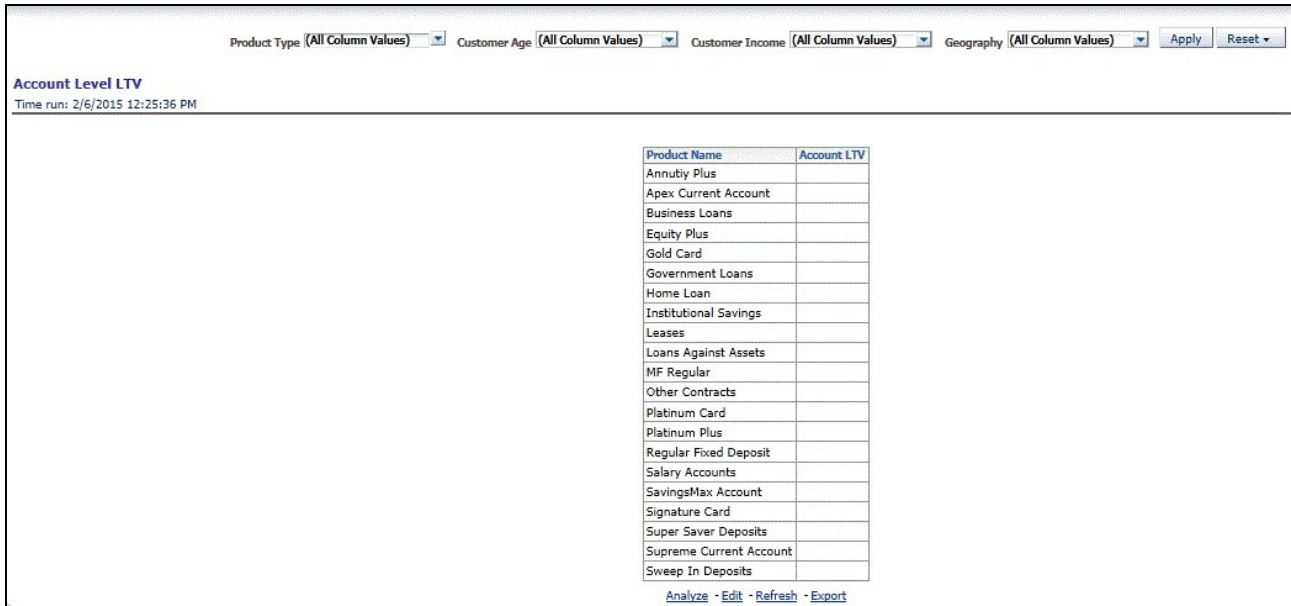 Product Type (All Column Values) Customer Age (All Column Values) Customer Income (All Column Values) Geography (All Column Values) Apply Reset
Account Level LTV
Time run: 2/6/2015 12:25:36 PM
Product Name Account LTV
Annutiy Plus
Apex Current Account
Business Loans
Equity Plus
Gold Card
Government Loans
Home Loan
Institutional Savings
Leases
Loans Against Assets
MF Regular
Other Contracts
Platinum Card
Platinum Plus
Regular Fixed Deposit
Salary Accounts
SavingsMax Account
Signature Card
Super Saver Deposits
Supreme Current Account
Sweep In Deposits
Analyze - Edit - Refresh - Export